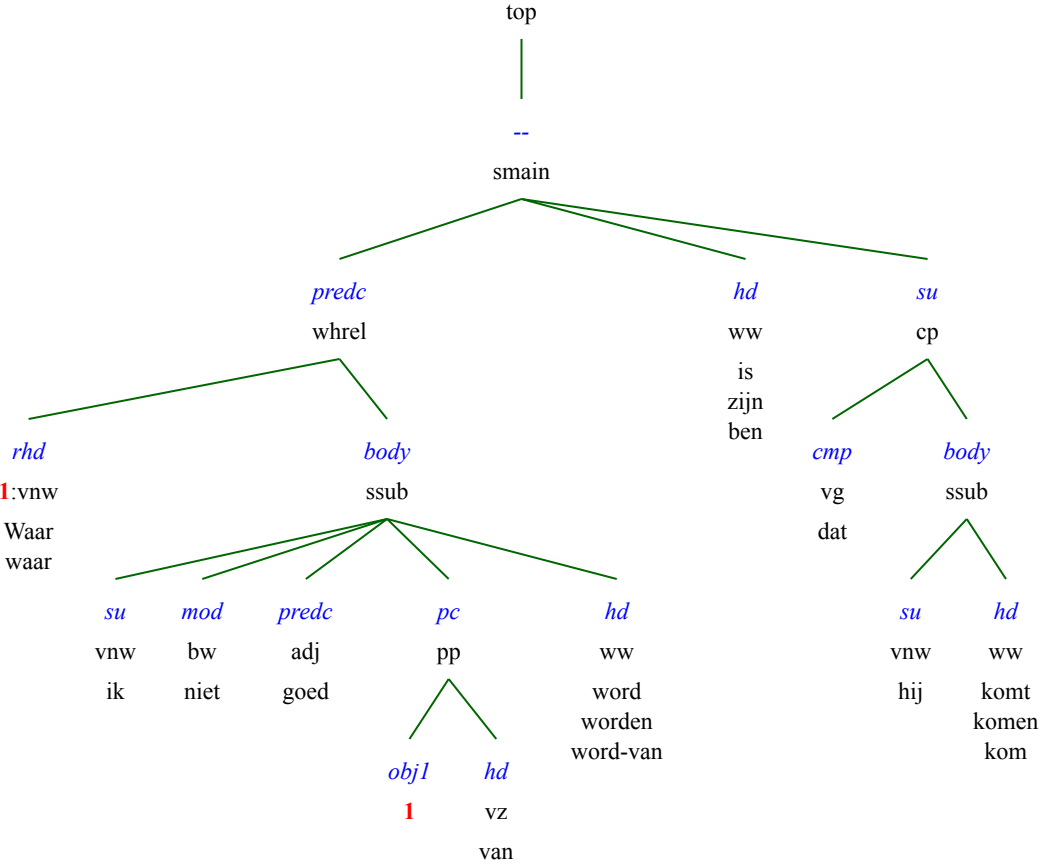 top
--
smain
predc hd su
whrel ww cp
is
zijn
ben
rhd body cmp body
1:vnw ssub vg ssub
Waar dat
waar
su mod predc pc hd su hd
vnw bw adj pp ww vnw ww
ik niet goed word hij komt
worden komen
word-van kom
obj1 hd
1 vz
van